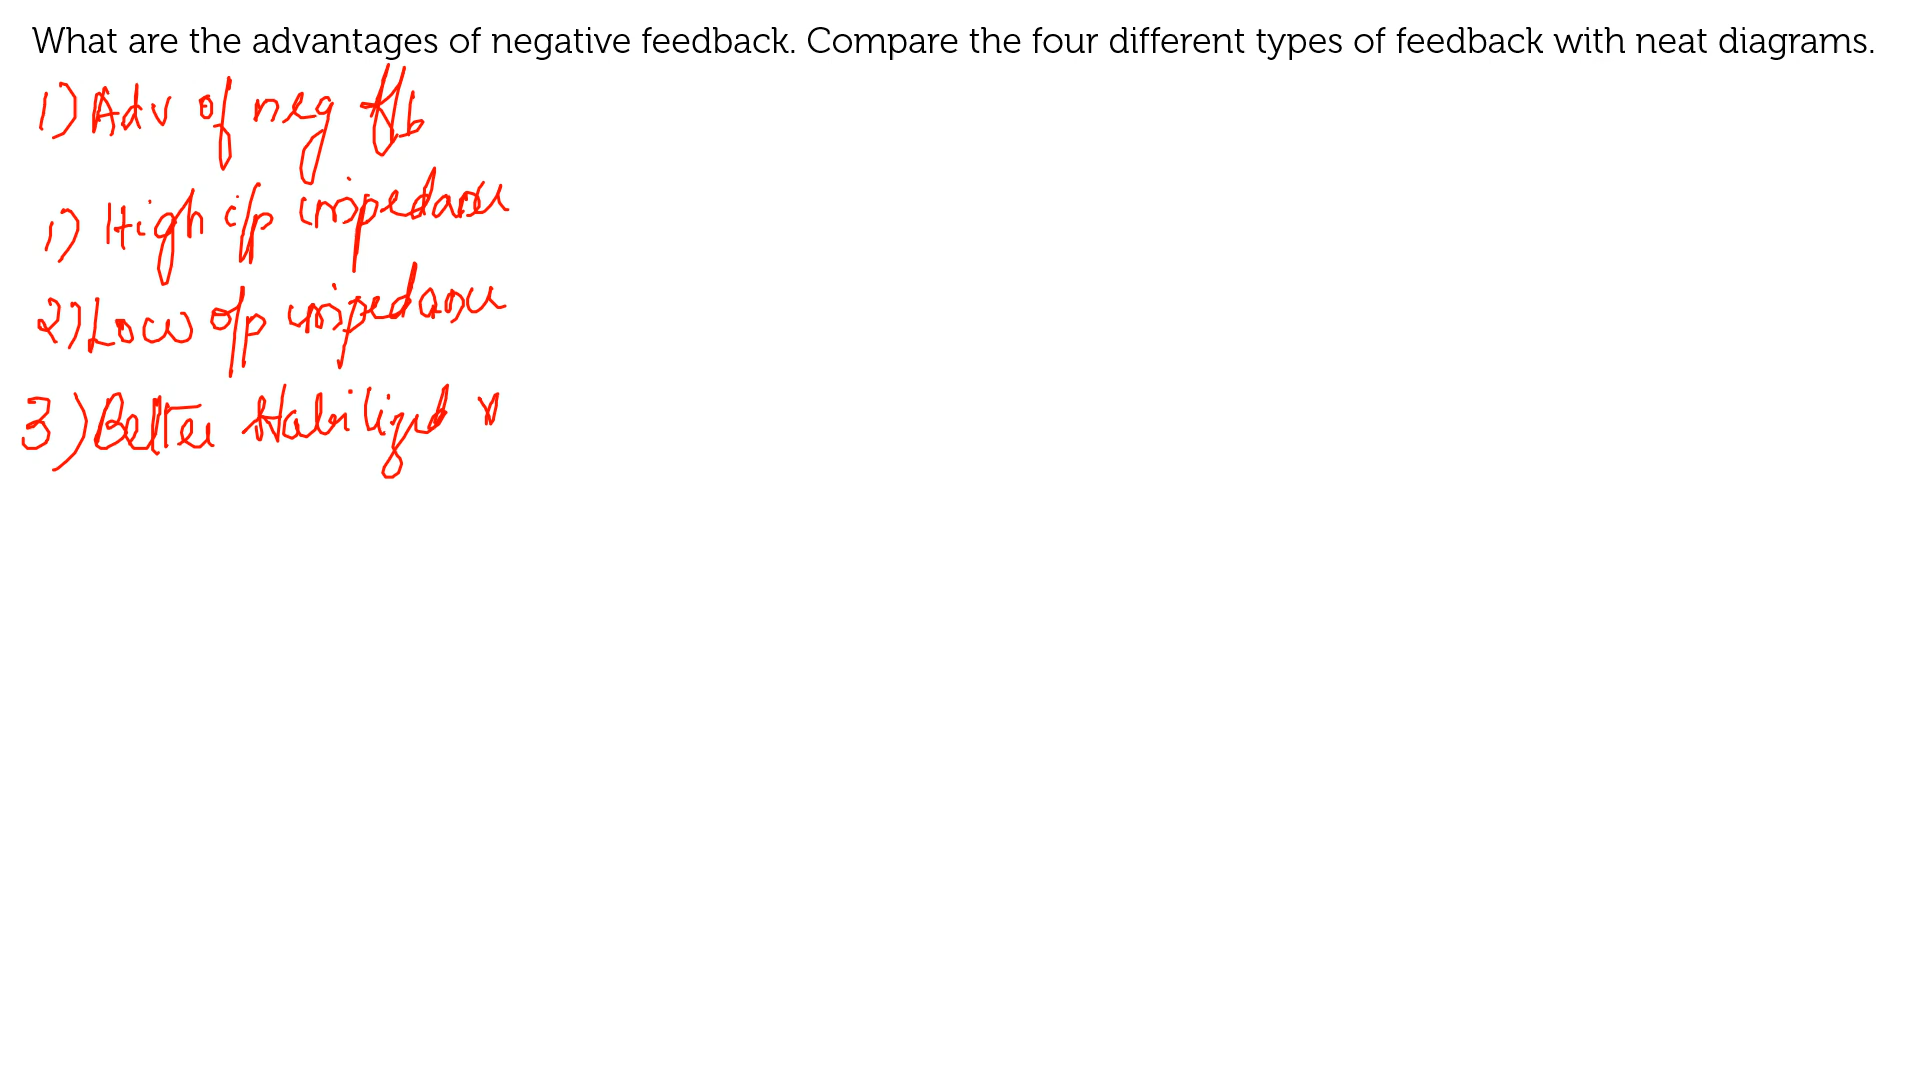 What are the advantages of negative feedback. Compare the four different types of feedback with neat diagrams.
1) Adv of neg f/b
1) High i/p impedance
2) Low o/p impedance
3) Better stabilized